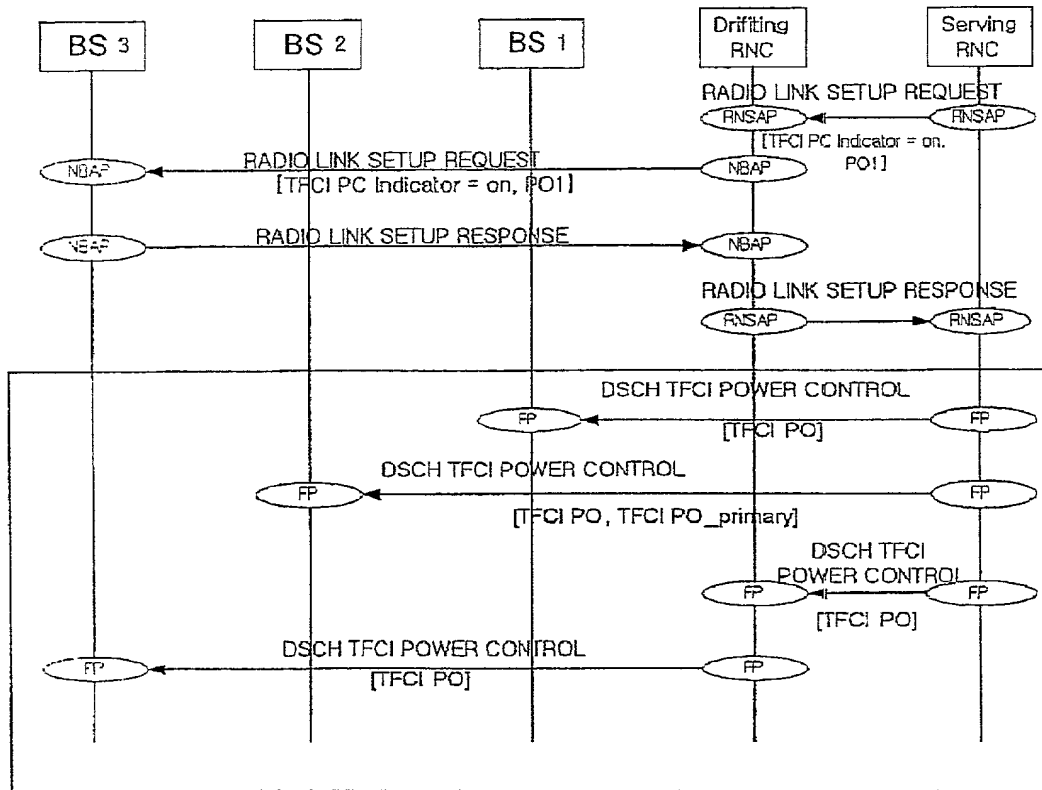 BS 3
BS 2
BS 1
Drifiting
RNC
Serving
RNC
RADIO LINK SETUP REQUEST
RNSAP
RNSAP
[TFCI PC Indicator = on,
PO1]
RADIO LINK SETUP REQUEST
NBAP
NBAP
[TFCI PC Indicator = on, PO1]
RADIO LINK SETUP RESPONSE
NBAP
NBAP
RADIO LINK SETUP RESPONSE
RNSAP
RNSAP
DSCH TFCI POWER CONTROL
FP
FP
[TFCI PO]
DSCH TFCI POWER CONTROL
FP
FP
[TFCI PO, TFCI PO_primary]
DSCH TFCI
POWER CONTROL
FP
FP
[TFCI PO]
DSCH TFCI POWER CONTROL
FP
FP
[TFCI PO]